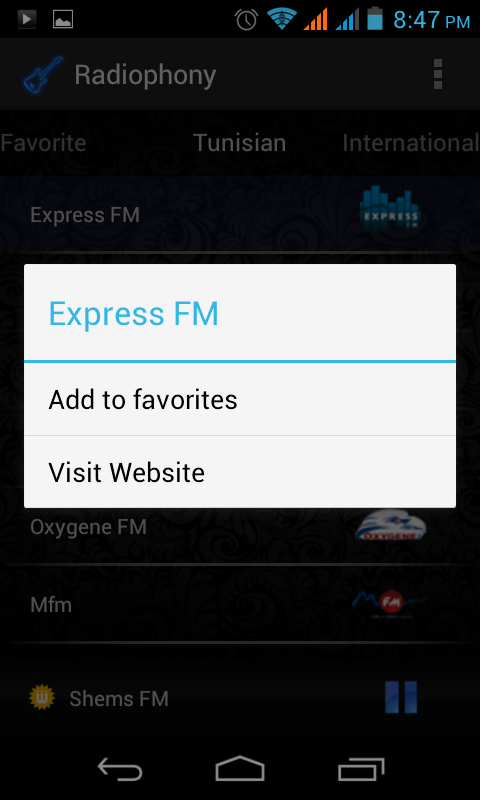 8:47 PM
Radiophony
Favorite Tunisian International
Express FM
EXPRESS
FM
Express FM
Add to favorites
Visit Website
Oxygene FM
OXYGENE
Mfm
FM
Shems FM